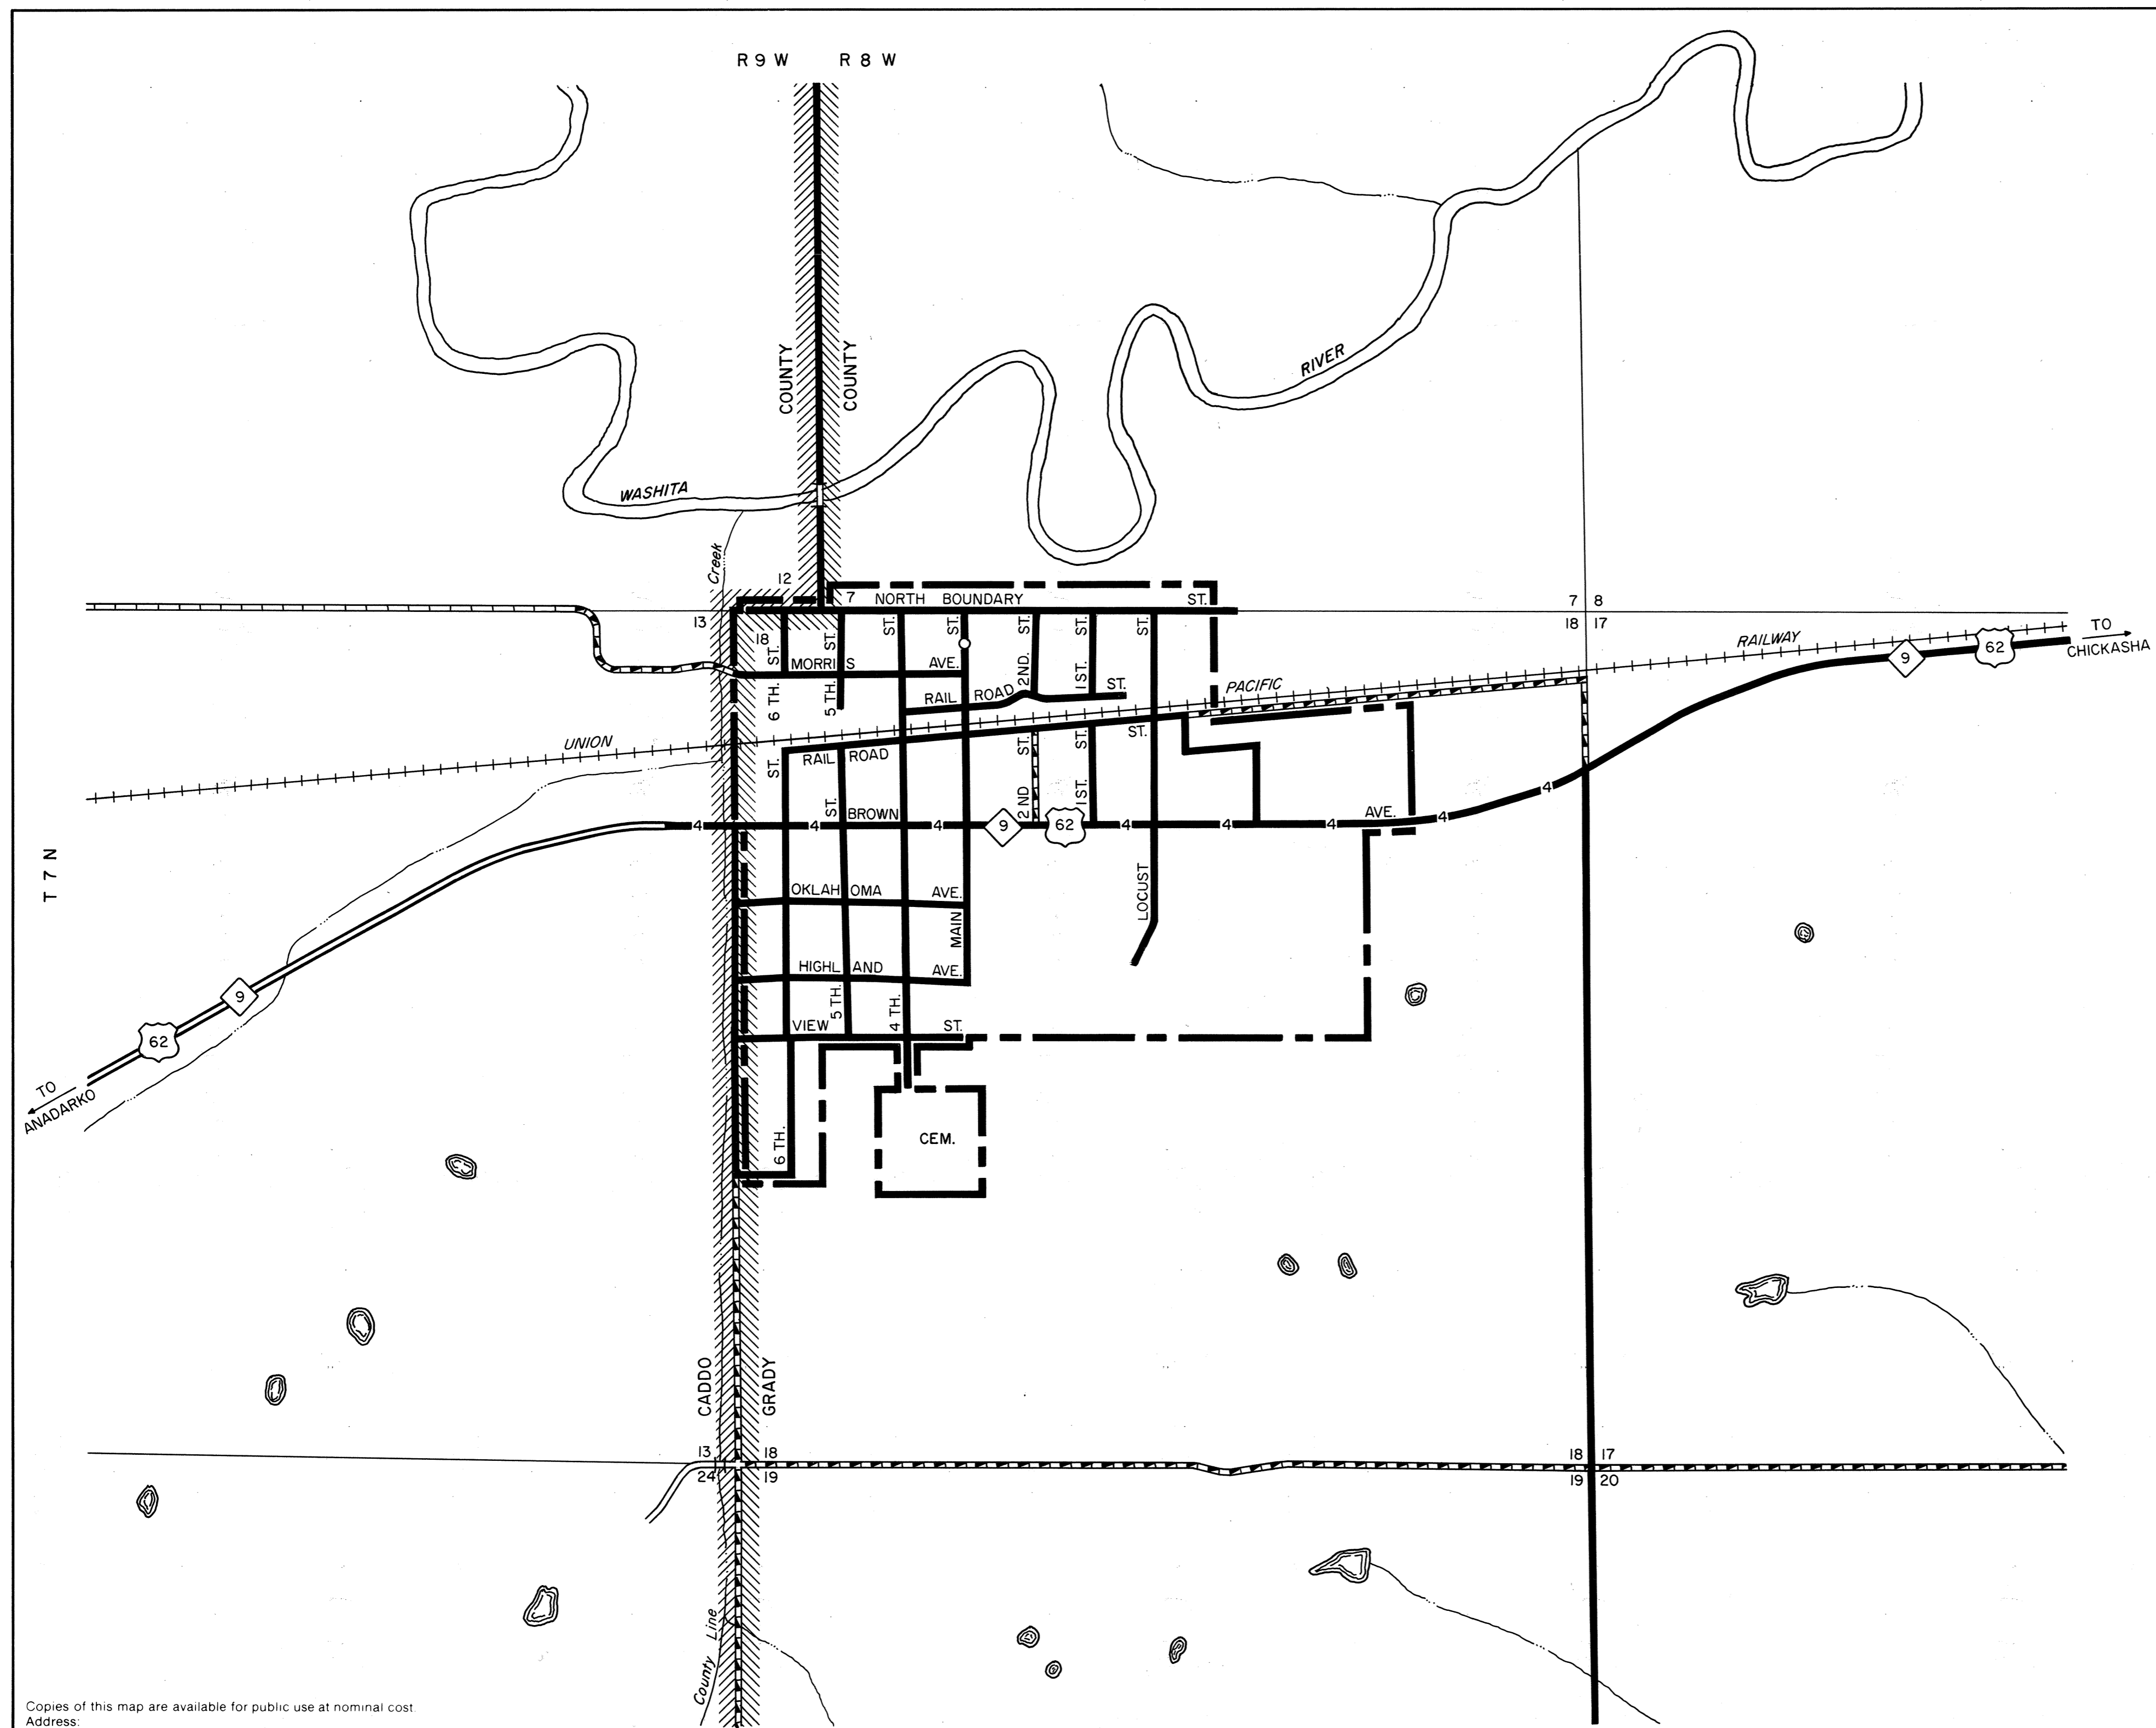 R 9 W
R 8 W
COUNTY
COUNTY
RIVER
WASHITA
Creek
12
7
NORTH BOUNDARY ST.
7
8
13
18
18
17
ST.
ST.
ST.
ST.
ST.
ST.
ST.
MORRIS AVE.
6 TH.
5 TH.
2ND.
1ST.
RAIL ROAD ST.
UNION
PACIFIC
RAILWAY
9
62
TO
CHICKASHA
RAIL ROAD ST.
ST.
ST.
ST.
ST.
2ND
1ST.
4
4
BROWN
4
9
62
4
4
4
AVE.
4
4
T 7 N
OKLAHOMA AVE.
MAIN
LOCUST
HIGHLAND AVE.
5 TH.
4 TH.
VIEW ST.
9
62
TO
ANADARKO
6 TH.
CEM.
CADDO
GRADY
13
18
24
19
18
17
19
20
County Line
Copies of this map are available for public use at nominal cost.
Address: